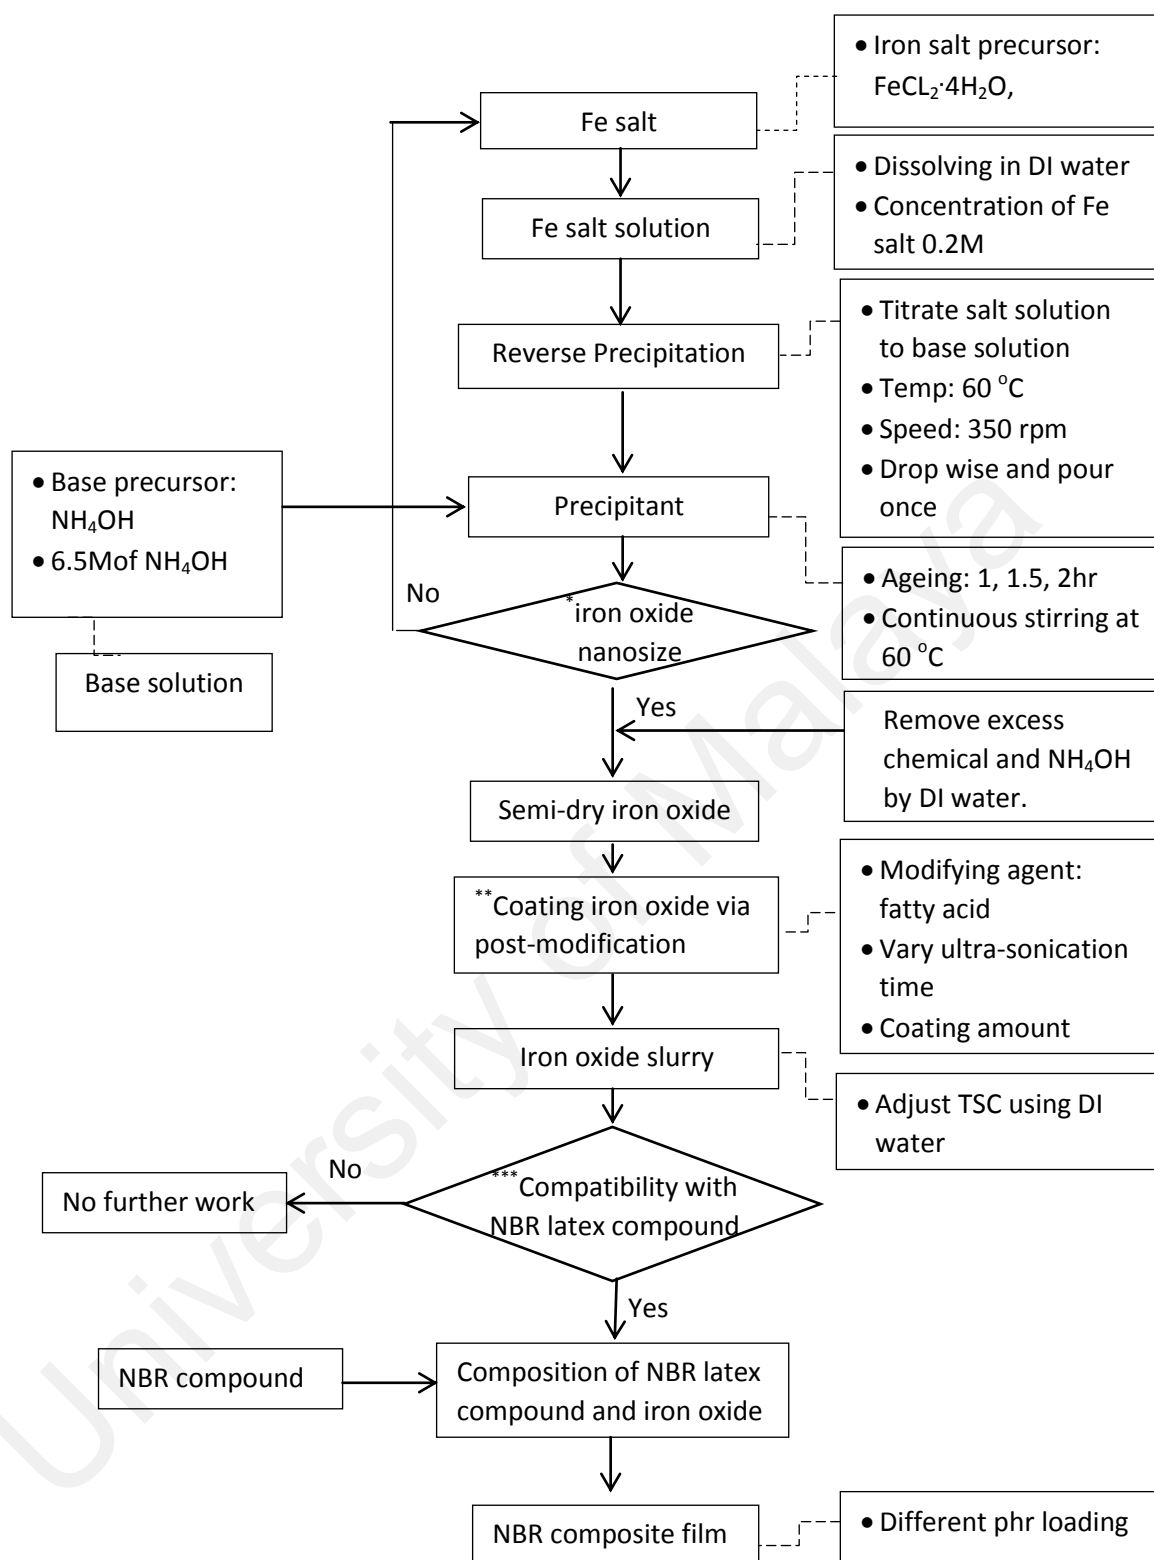 • Iron salt precursor:
FeCL₂·4H₂O,
Fe salt
• Dissolving in DI water
• Concentration of Fe
salt 0.2M
Fe salt solution
• Titrate salt solution
to base solution
• Temp: 60 °C
• Speed: 350 rpm
• Drop wise and pour
once
Reverse Precipitation
• Base precursor:
NH₄OH
• 6.5Mof NH₄OH
Base solution
Precipitant
• Ageing: 1, 1.5, 2hr
• Continuous stirring at
60 °C
No
*iron oxide
nanosize
Yes
Remove excess
chemical and NH₄OH
by DI water.
Semi-dry iron oxide
**Coating iron oxide via
post-modification
• Modifying agent:
fatty acid
• Vary ultra-sonication
time
• Coating amount
Iron oxide slurry
• Adjust TSC using DI
water
No
***Compatibility with
NBR latex compound
No further work
Yes
NBR compound
Composition of NBR latex
compound and iron oxide
NBR composite film
• Different phr loading
University of Malaya